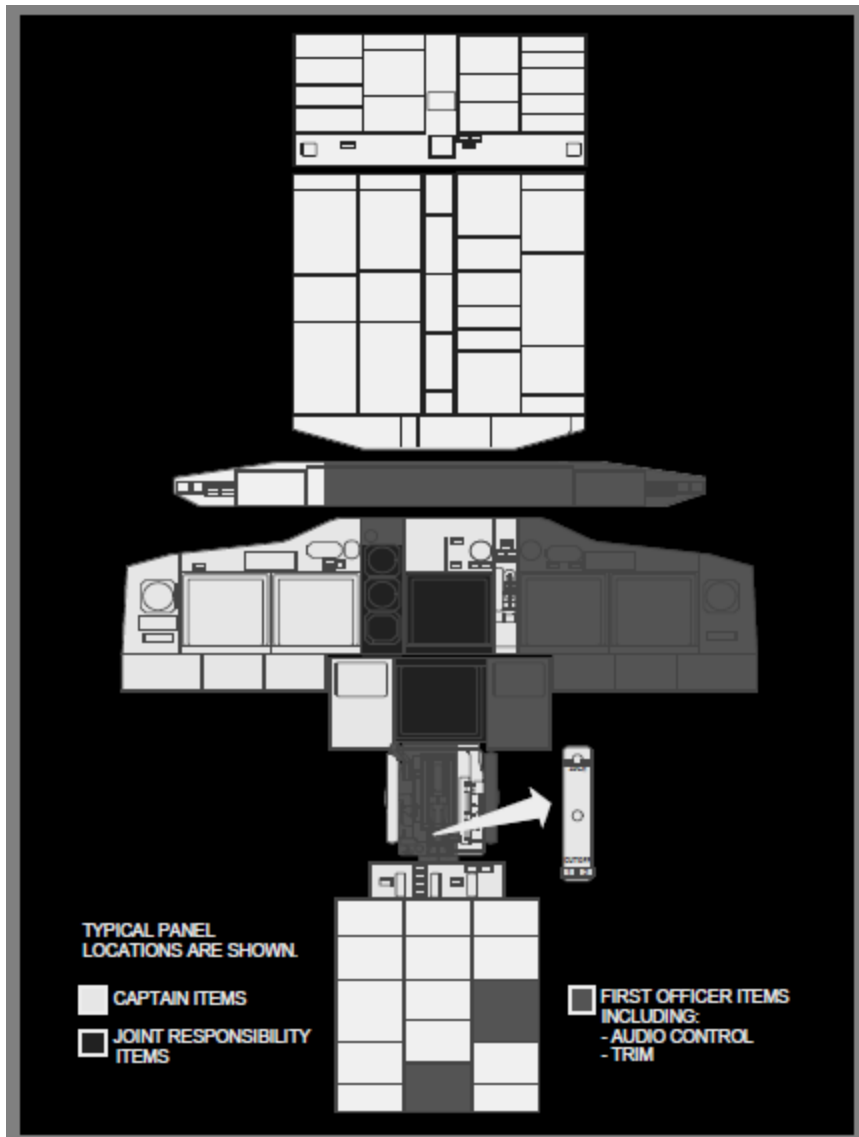 CUTOFF
TYPICAL PANEL
LOCATIONS ARE SHOWN.
CAPTAIN ITEMS
JOINT RESPONSIBILITY
ITEMS
FIRST OFFICER ITEMS
INCLUDING:
- AUDIO CONTROL
- TRIM